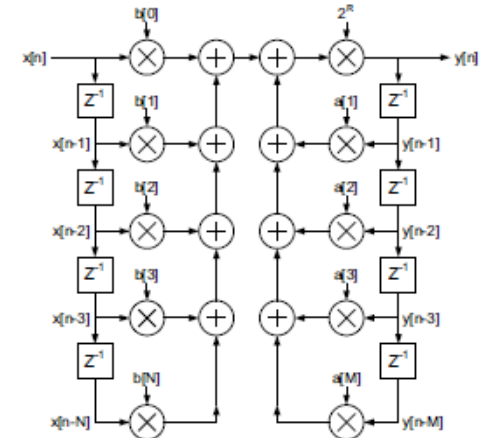 b[0] 2^R
x[n] y[n]
Z⁻¹ b[1] a[1] Z⁻¹
x[n-1] y[n-1]
Z⁻¹ b[2] a[2] Z⁻¹
x[n-2] y[n-2]
Z⁻¹ b[3] a[3] Z⁻¹
x[n-3] y[n-3]
Z⁻¹ Z⁻¹
b[N] a[M]
x[n-N] y[n-M]